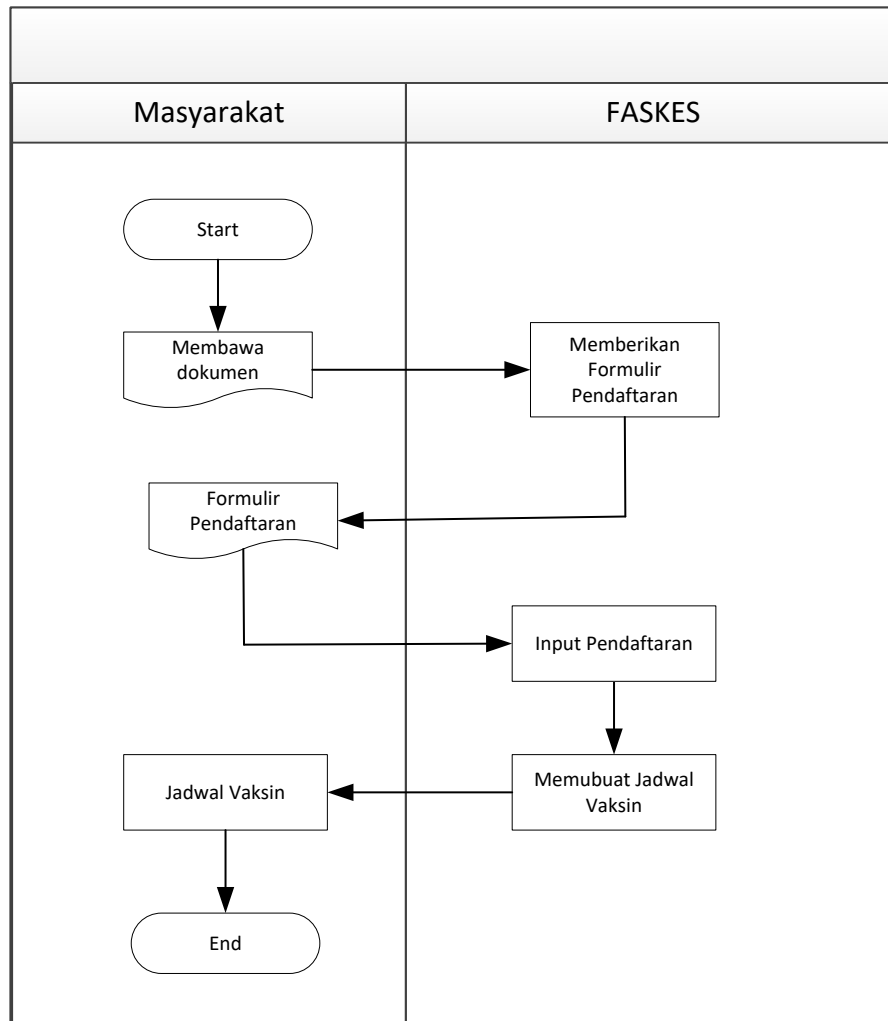 Masyarakat
FASKES
Start
Membawa
dokumen
Memberikan
Formulir
Pendaftaran
Formulir
Pendaftaran
Input Pendaftaran
Memubuat Jadwal
Vaksin
Jadwal Vaksin
End